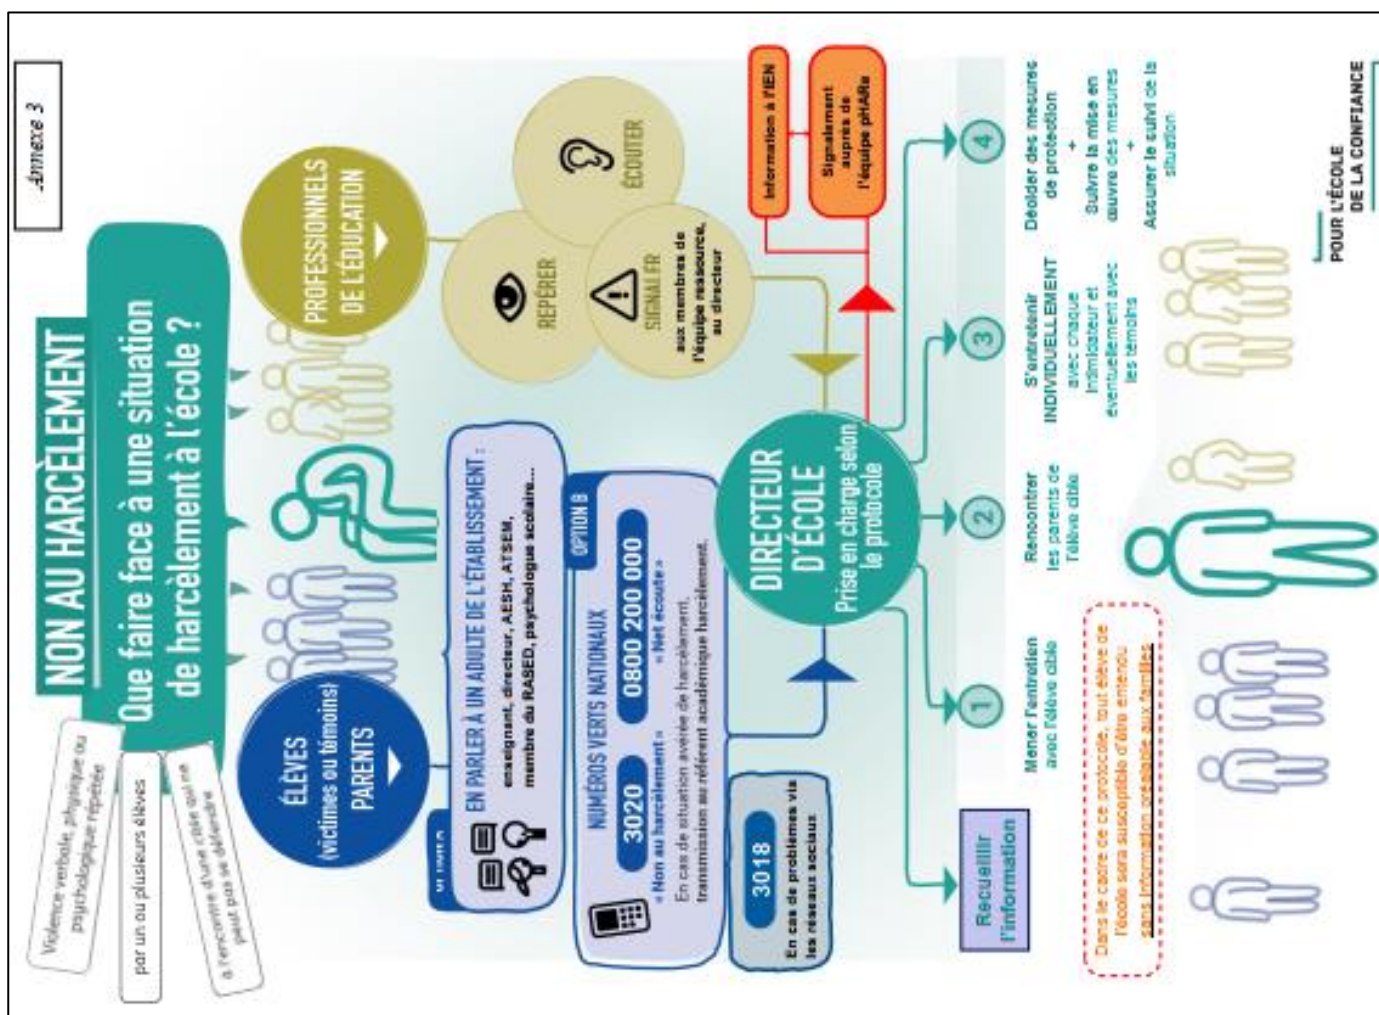 Annexe 3
NON AU HARCÈLEMENT
Que faire face à une situation
de harcèlement à l'école ?
Violence verbale, physique ou
psychologique répétée
par un ou plusieurs élèves
à l'encontre d'une cible qui ne
peut pas se défendre
ÉLÈVES
(victimes ou témoins)
PARENTS
PROFESSIONNELS
DE L'ÉDUCATION
EN PARLER À UN ADULTE DE L'ÉTABLISSEMENT :
enseignant, directeur, AESH, ATSEM,
membre du RASED, psychologue scolaire...
OPTION B
NUMÉROS VERTS NATIONAUX
3020
« Non au harcèlement »
0800 200 000
« Net écoute »
En cas de situation avérée de harcèlement,
transmission au référent académique harcèlement.
3018
En cas de problèmes via
les réseaux sociaux
REPÉRER
ÉCOUTER
SIGNALER
aux membres de
l'équipe ressource,
au directeur
DIRECTEUR
D'ÉCOLE
Prise en charge selon
le protocole
Information à l'IEN
Signalement
auprès de
l'équipe pHARe
Recueillir
l'information
1
Mener l'entretien
avec l'élève cible
2
Rencontrer
les parents de
l'élève cible
3
S'entretenir
INDIVIDUELLEMENT
avec chaque
intimidateur et
éventuellement avec
les témoins
4
Décider des mesures
de protection
+
Suivre la mise en
œuvre des mesures
+
Assurer le suivi de la
situation
Dans le cadre de ce protocole, tout élève de
l'école sera susceptible d'être entendu
sans information préalable aux familles
POUR L'ÉCOLE
DE LA CONFIANCE